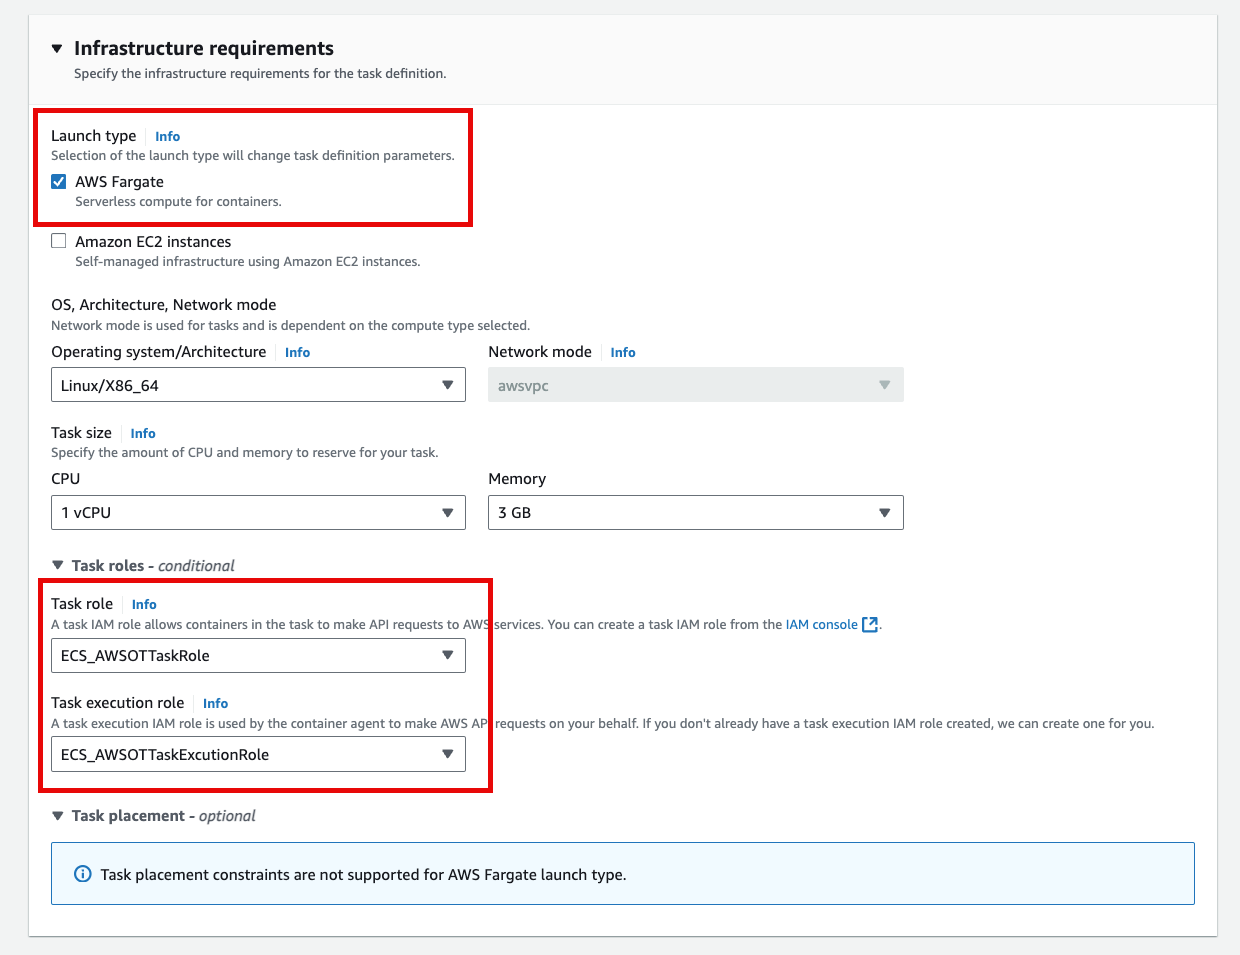 Infrastructure requirements
Specify the infrastructure requirements for the task definition.
Launch type Info
Selection of the launch type will change task definition parameters.
AWS Fargate
Serverless compute for containers.
Amazon EC2 instances
Self-managed infrastructure using Amazon EC2 instances.
OS, Architecture, Network mode
Network mode is used for tasks and is dependent on the compute type selected.
Operating system/Architecture Info Network mode Info
Linux/X86_64 awsvpc
Task size Info
Specify the amount of CPU and memory to reserve for your task.
CPU Memory
1 vCPU 3 GB
Task roles - conditional
Task role Info
A task IAM role allows containers in the task to make API requests to AWS services. You can create a task IAM role from the IAM console.
ECS_AWSOTTaskRole
Task execution role Info
A task execution IAM role is used by the container agent to make AWS API requests on your behalf. If you don't already have a task execution IAM role created, we can create one for you.
ECS_AWSOTTaskExcutionRole
Task placement - optional
Task placement constraints are not supported for AWS Fargate launch type.